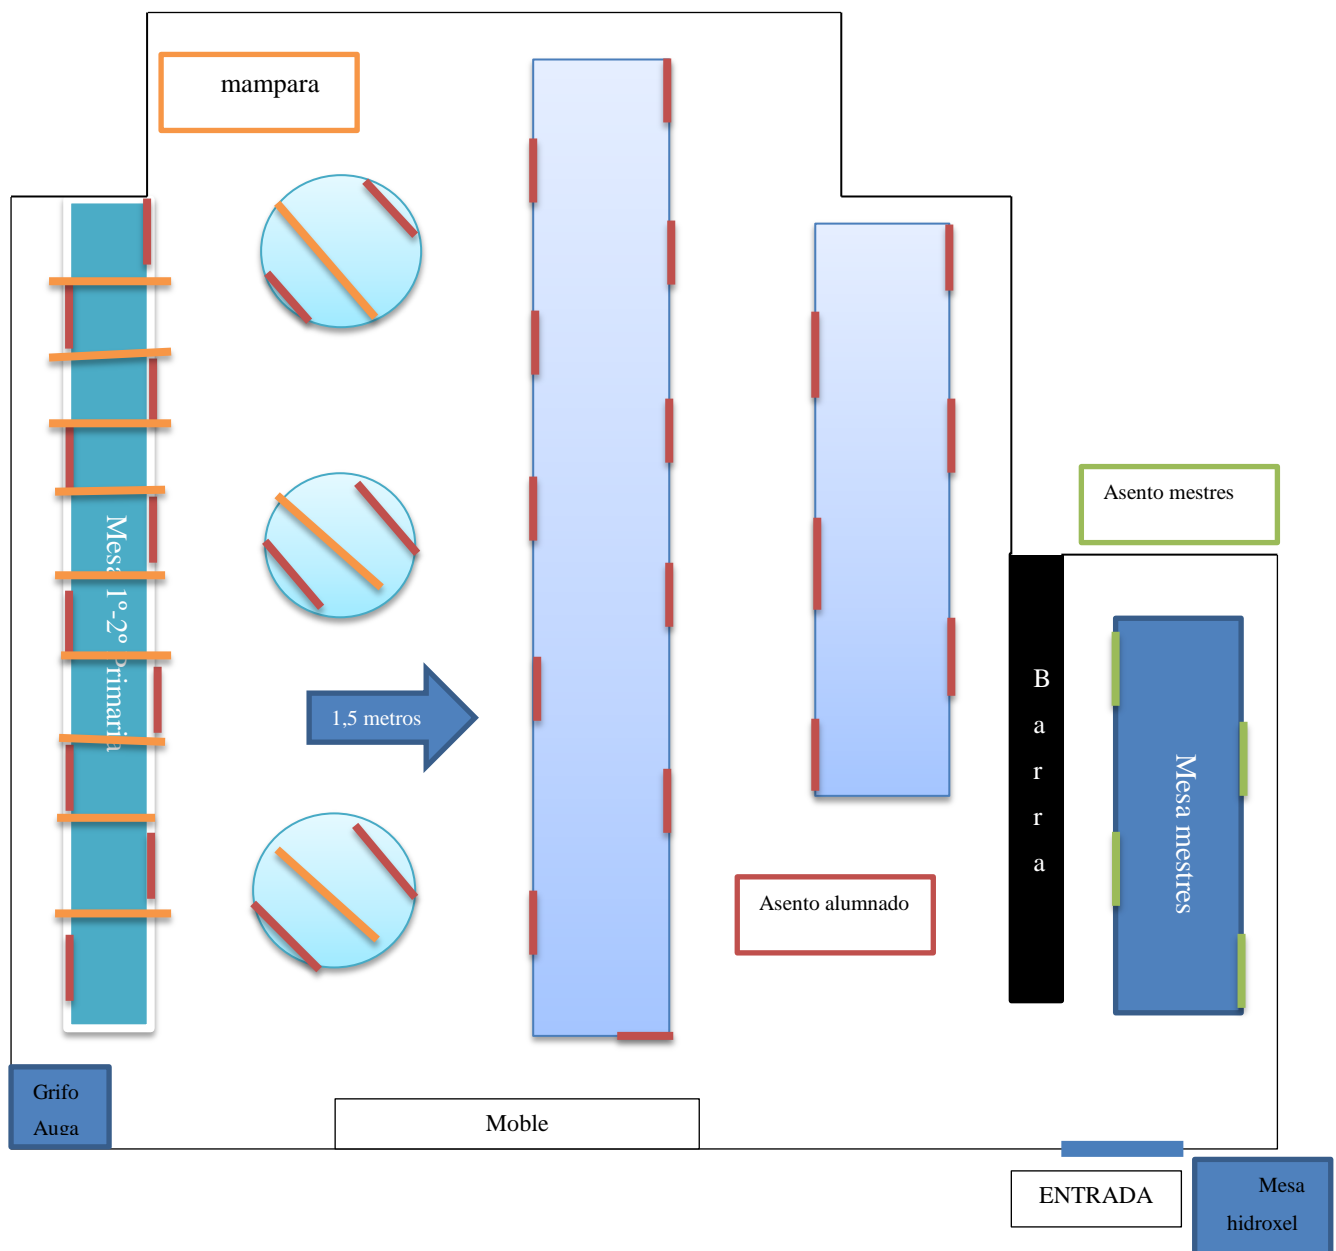 mampara
Asento mestres
Mesa 1º-2º Primaria
1,5 metros
Barra
Mesa mestres
Asento alumnado
Grifo
Auga
Moble
ENTRADA
Mesa
hidroxel